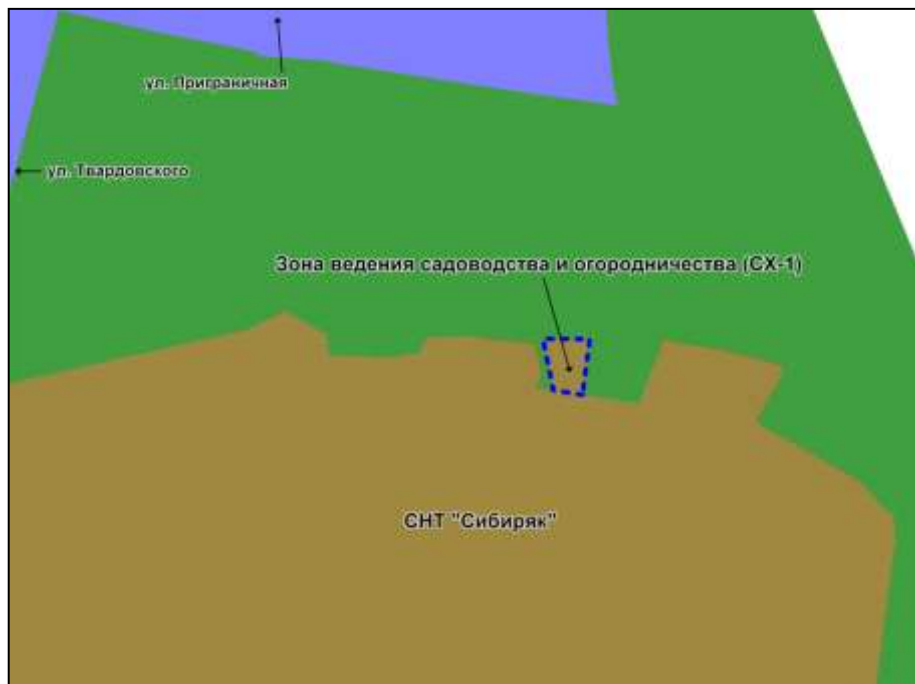 ул. Приграничная
ул. Твардовского
Зона ведения садоводства и огородничества (СХ-1)
СНТ "Сибиряк"